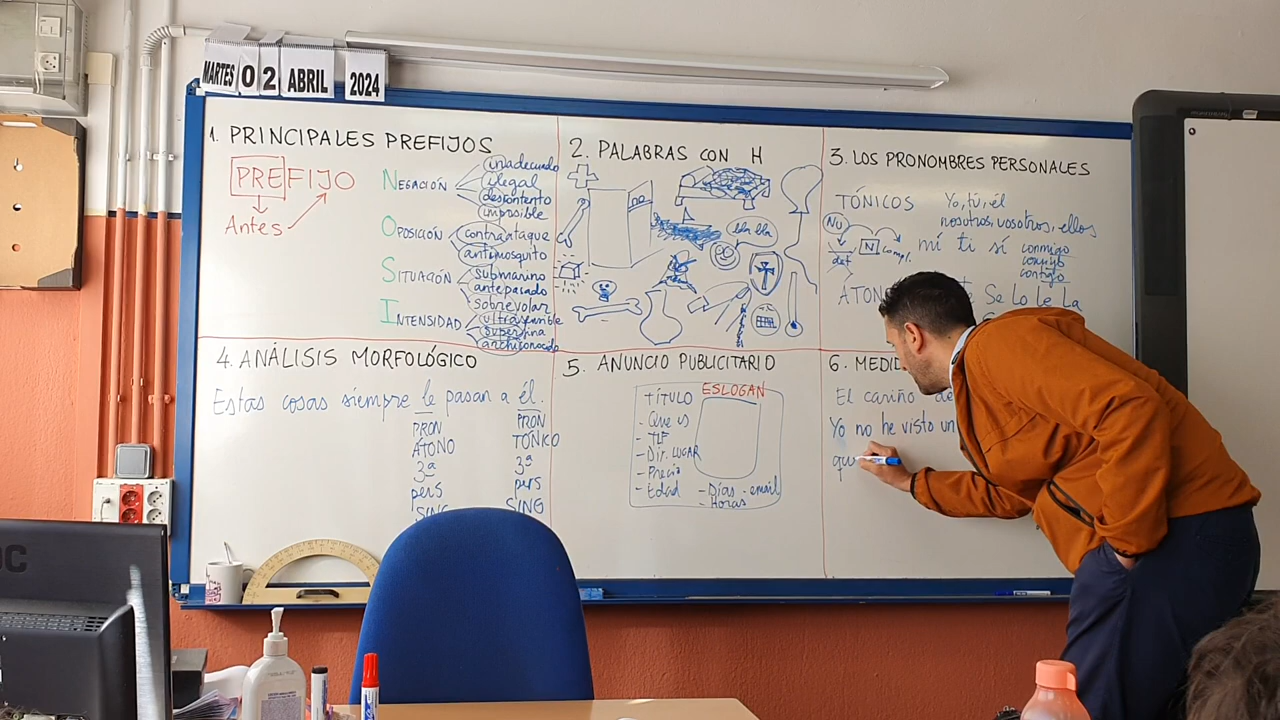 MARTES 02 ABRIL 2024
1. PRINCIPALES PREFIJOS
PREFIJO
Antes
NEGACIÓN
inadecuado
ilegal
descontento
imposible
OPOSICIÓN
contraataque
antimosquito
SITUACIÓN
submarino
antepasado
sobrevolar
INTENSIDAD
ultrasensible
superfina
archiconocido
2. PALABRAS CON H
bla bla
3. LOS PRONOMBRES PERSONALES
TÓNICOS
Yo, tú, él
nosotros, vosotros, ellos
mí ti sí
conmigo
consigo
contigo
NU
N
det
compl.
ÁTON
Se Lo Le La
4. ANÁLISIS MORFOLÓGICO
Estas cosas siempre le pasan a él.
PRON
ÁTONO
3ª
pers
SING
PRON
TÓNICO
3ª
pers
SING
5. ANUNCIO PUBLICITARIO
TÍTULO
ESLOGAN
- Que es
- TLF
- Dir. LUGAR
- Precio
- Edad
- Días
- email
- Horas
6. MEDI
El cariño de
Yo no he visto un
qu